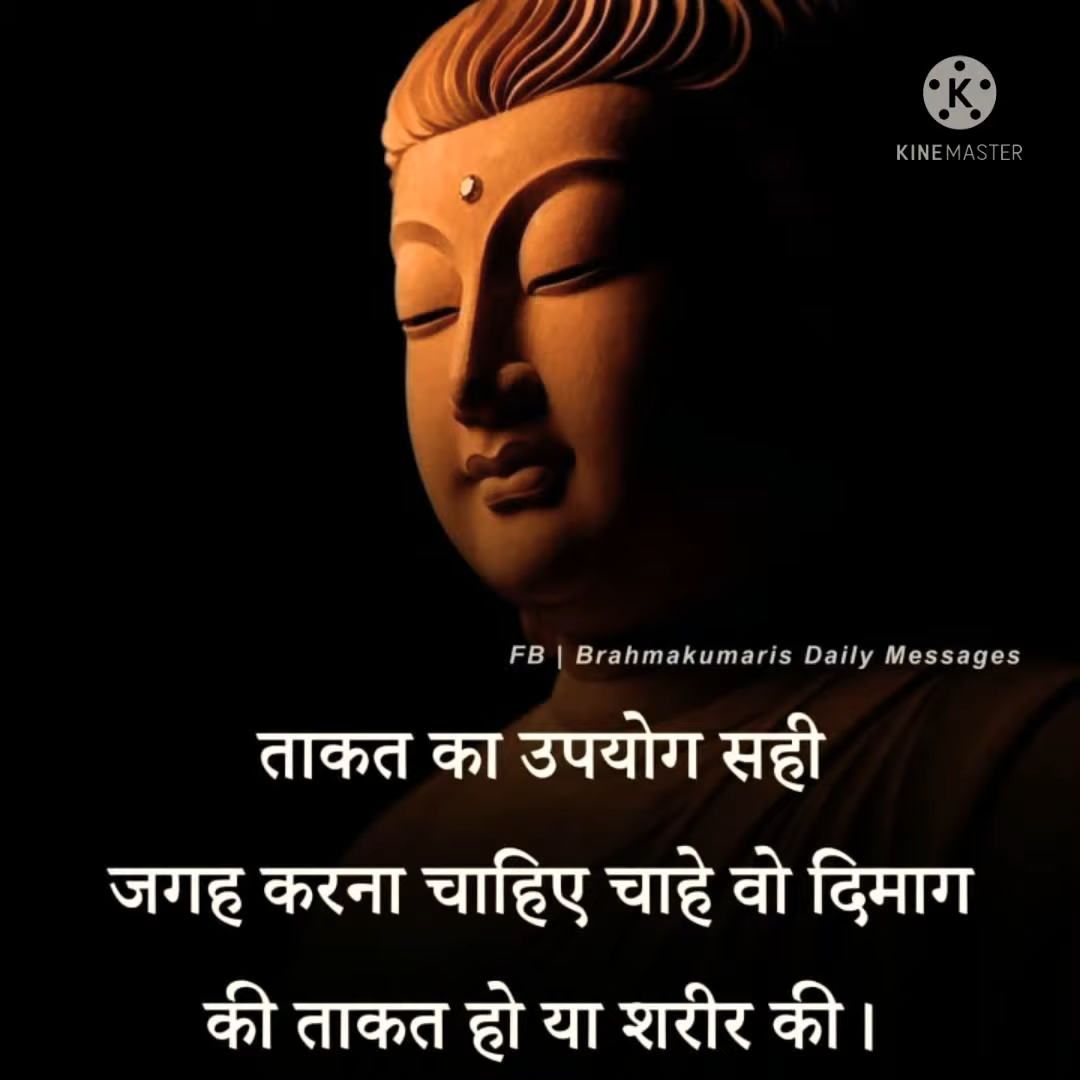 K
KINEMASTER
FB | Brahmakumaris Daily Messages
ताकत का उपयोग सही
जगह करना चाहिए चाहे वो दिमाग
की ताकत हो या शरीर की।